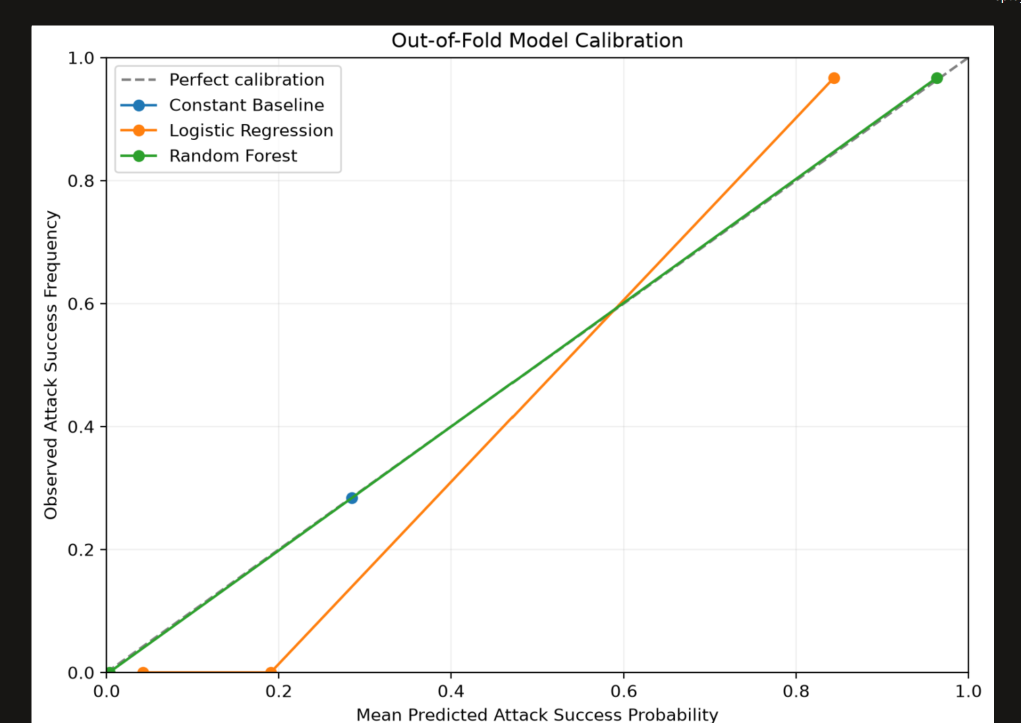 Out-of-Fold Model Calibration
Perfect calibration
Constant Baseline
Logistic Regression
Random Forest
Observed Attack Success Frequency
1.0
0.8
0.6
0.4
0.2
0.0
0.0 0.2 0.4 0.6 0.8 1.0
Mean Predicted Attack Success Probability